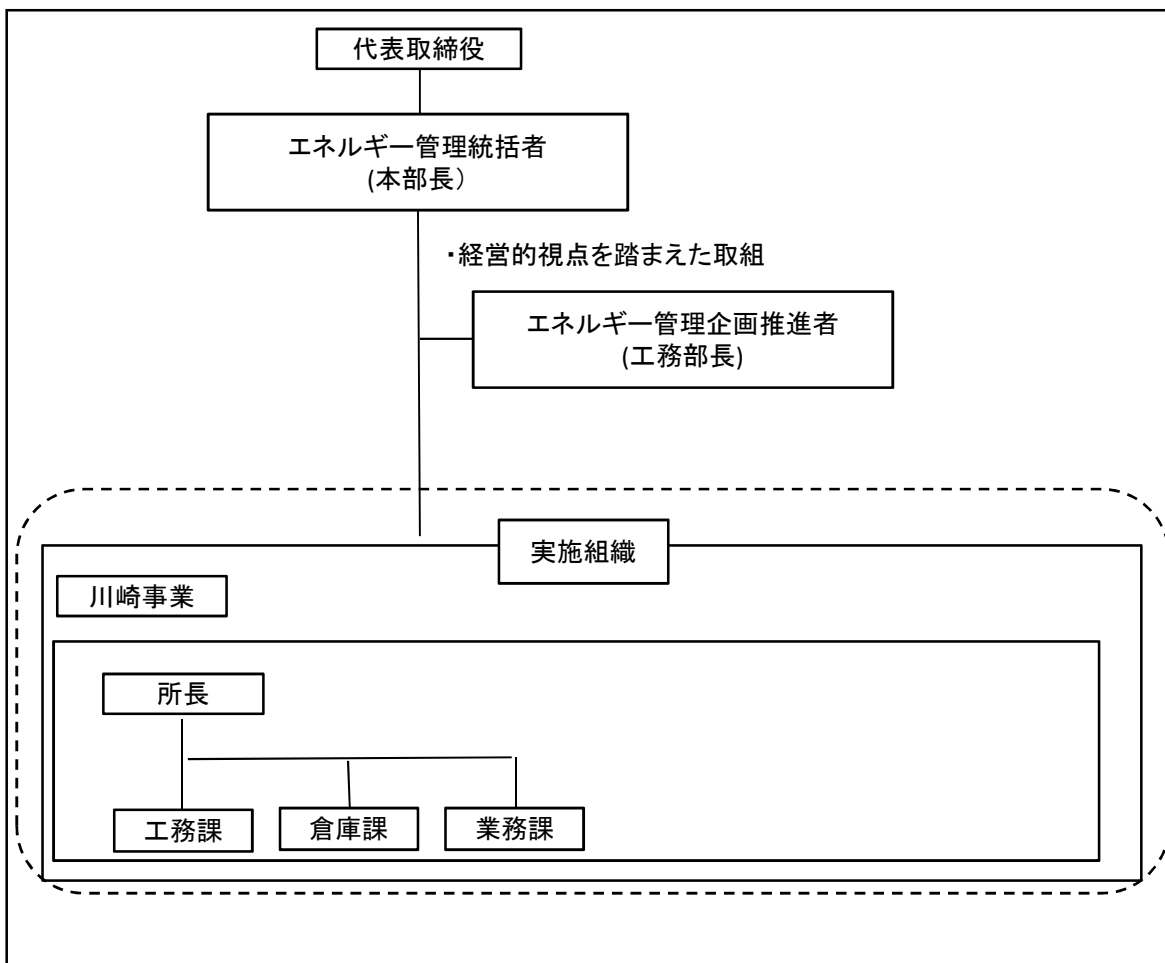 代表取締役
エネルギー管理統括者
(本部長）
・経営的視点を踏まえた取組
エネルギー管理企画推進者
(工務部長)
実施組織
川崎事業
所長
工務課
倉庫課
業務課